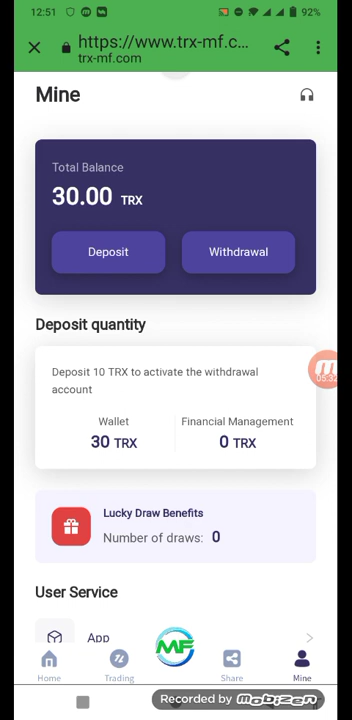 12:51
92%
https://www.trx-mf.c...
trx-mf.com
Mine
Total Balance
30.00 TRX
Deposit Withdrawal
Deposit quantity
Deposit 10 TRX to activate the withdrawal
account
05:32
Wallet Financial Management
30 TRX 0 TRX
Lucky Draw Benefits
Number of draws: 0
User Service
App
MF
Home Trading Share Mine
Recorded by mobizen